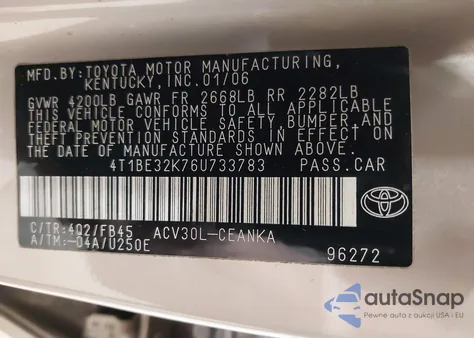 MFD.BY:TOYOTA MOTOR MANUFACTURING,
KENTUCKY, INC.01/06
GVWR 4200LB GAWR FR 2668LB RR 2282LB
THIS VEHICLE CONFORMS TO ALL APPLICABLE
FEDERAL MOTOR VEHICLE SAFETY, BUMPER, AND
THEFT PREVENTION STANDARDS IN EFFECT ON
THE DATE OF MANUFACTURE SHOWN ABOVE.
4T1BE32K76U733783 PASS.CAR
C/TR:4Q2/FB45 ACV30L-CEANKA
A/TM:-04A/U250E
96272
TOYOTA
autoSnap
Pewne auta z aukcji USA i EU